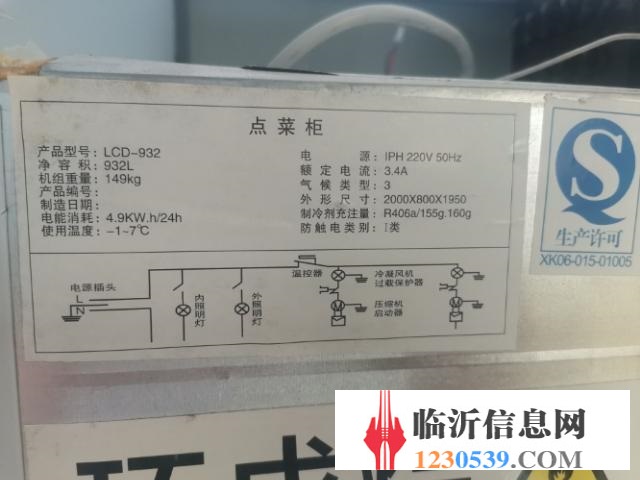 点菜柜
产品型号: LCD-932
净 容 积: 932L
机组重量: 149kg
产品编号:
制造日期:
电能消耗: 4.9KW.h/24h
使用温度: -1~7℃
电 源: IPH 220V 50Hz
额 定 电 流: 3.4A
气 候 类 型: 3
外 形 尺 寸: 2000X800X1950
制冷剂充注量: R406a/155g.160g
防触电类别: I类
电源插头
L
N
内照明灯
外照明灯
温控器
冷凝风机
过载保护器
压缩机
启动器
M
M
QS
生产许可
XK06-015-01005
临沂信息网
1230539.com